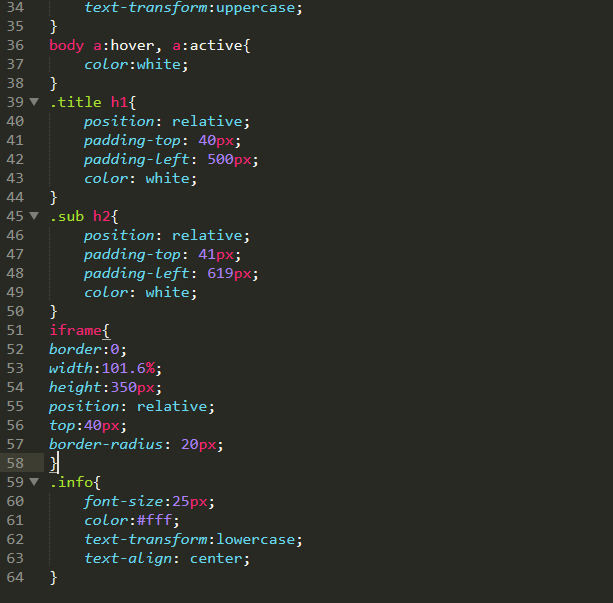 34 text-transform:uppercase;
35 }
36 body a:hover, a:active{
37 color:white;
38 }
39 .title h1{
40 position: relative;
41 padding-top: 40px;
42 padding-left: 500px;
43 color: white;
44 }
45 .sub h2{
46 position: relative;
47 padding-top: 41px;
48 padding-left: 619px;
49 color: white;
50 }
51 iframe{
52 border:0;
53 width:101.6%;
54 height:350px;
55 position: relative;
56 top:40px;
57 border-radius: 20px;
58 }
59 .info{
60 font-size:25px;
61 color:#fff;
62 text-transform:lowercase;
63 text-align: center;
64 }